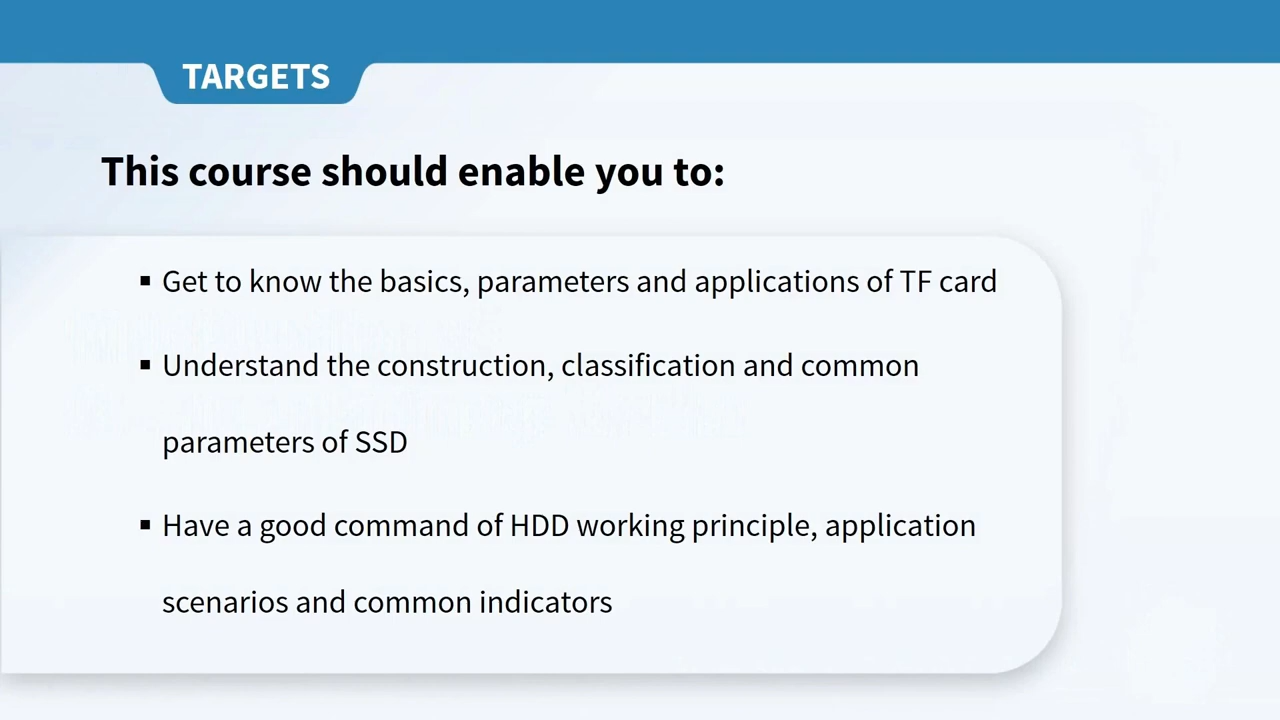 TARGETS
This course should enable you to:
▪ Get to know the basics, parameters and applications of TF card
▪ Understand the construction, classification and common
parameters of SSD
▪ Have a good command of HDD working principle, application
scenarios and common indicators